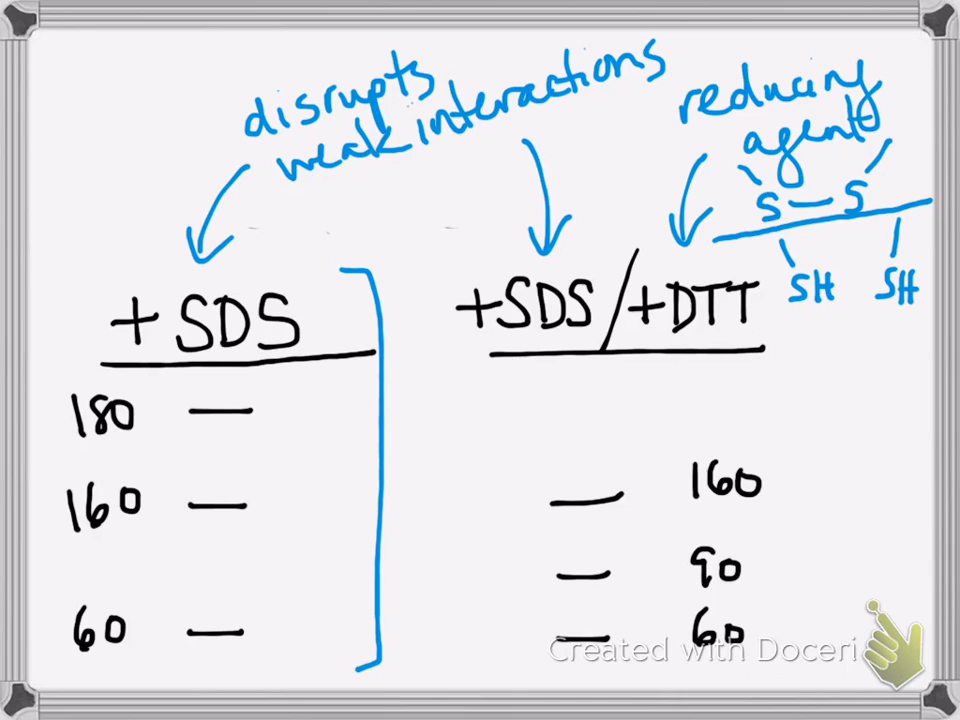 disrupts
weak interactions
reducing
agent
S — S
SH SH
+ SDS
+SDS/+DTT
180 —
160 —
60 —
— 160
— 90
— 60
Created with Doceri